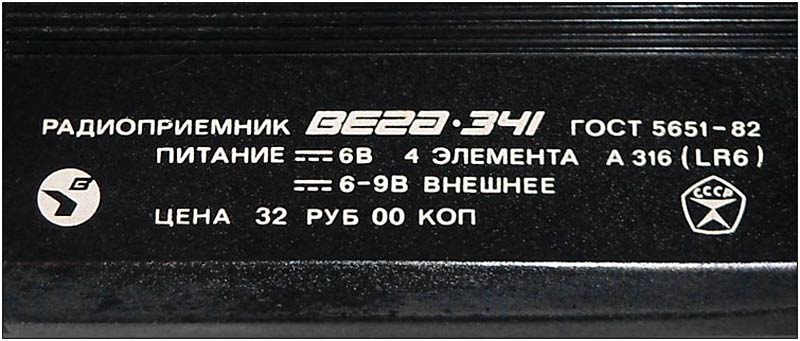 РАДИОПРИЕМНИК ВЕГА·341 ГОСТ 5651-82
ПИТАНИЕ ⎓ 6В 4 ЭЛЕМЕНТА А 316 (LR6)
⎓ 6-9В ВНЕШНЕЕ
ЦЕНА 32 РУБ 00 КОП
СССР